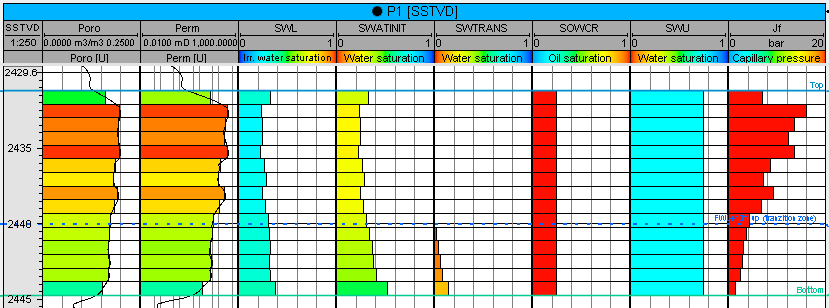 P1 [SSTVD]
SSTVD Poro Perm SWL SWATINIT SWTRANS SOWCR SWU Jf
1:250 0.0000 m3/m3 0.2500 0.0100 mD 1,000.0000 0 1 0 1 0 1 0 1 0 1 0 bar 20
Poro [U] Perm [U] Irr. water saturation Water saturation Water saturation Oil saturation Water saturation Capillary pressure
2429.6
Top
2435
2440 (tranzition zone)
Bottom
2445